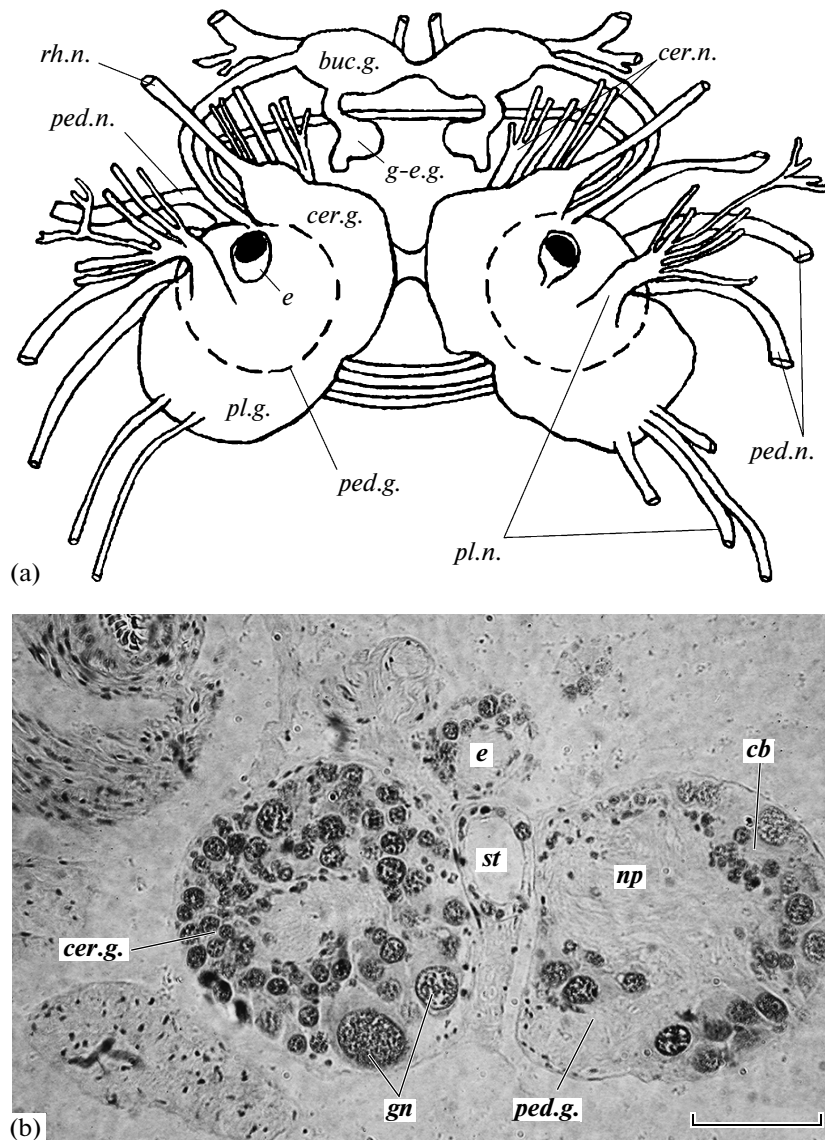 buc.g.
cer.n.
rh.n.
ped.n.
g-e.g.
cer.g.
e
pl.g.
ped.n.
ped.g.
pl.n.
(a)
e
cb
st
np
cer.g.
gn
ped.g.
(b)